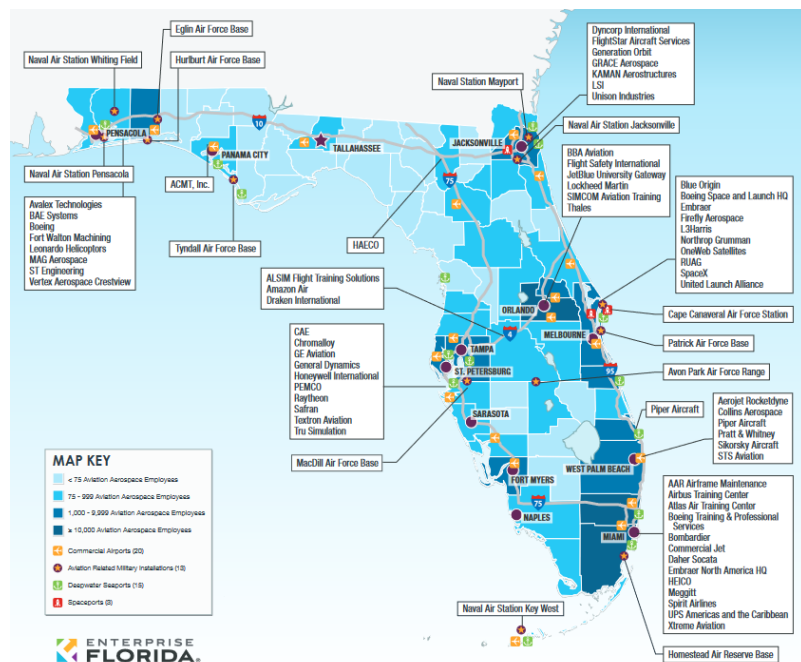 Eglin Air Force Base
Naval Air Station Whiting Field
Hurlburt Air Force Base
PENSACOLA
10
Naval Air Station Pensacola
Avalex Technologies
BAE Systems
Boeing
Fort Walton Machining
Leonardo Helicopters
MAG Aerospace
ST Engineering
Vertex Aerospace Crestview
PANAMA CITY
ACMT, Inc.
Tyndall Air Force Base
TALLAHASSEE
Dyncorp International
FlightStar Aircraft Services
Generation Orbit
GRACE Aerospace
KAMAN Aerostructures
LSI
Unison Industries
Naval Station Mayport
JACKSONVILLE
Naval Air Station Jacksonville
75
HAECO
BBA Aviation
Flight Safety International
JetBlue University Gateway
Lockheed Martin
SIMCOM Aviation Training
Thales
Blue Origin
Boeing Space and Launch HQ
Embraer
Firefly Aerospace
L3Harris
Northrop Grumman
OneWeb Satellites
RUAG
SpaceX
United Launch Alliance
ALSIM Flight Training Solutions
Amazon Air
Draken International
ORLANDO
Cape Canaveral Air Force Station
4
MELBOURNE
Patrick Air Force Base
CAE
Chromalloy
GE Aviation
General Dynamics
Honeywell International
PEMCO
Raytheon
Safran
Textron Aviation
Tru Simulation
TAMPA
ST. PETERSBURG
95
Avon Park Air Force Range
SARASOTA
MacDill Air Force Base
Piper Aircraft
Aerojet Rocketdyne
Collins Aerospace
Piper Aircraft
Pratt & Whitney
Sikorsky Aircraft
STS Aviation
WEST PALM BEACH
FORT MYERS
75
NAPLES
MIAMI
AAR Airframe Maintenance
Airbus Training Center
Atlas Air Training Center
Boeing Training & Professional
Services
Bombardier
Commercial Jet
Daher Socata
Embraer North America HQ
HEICO
Meggitt
Spirit Airlines
UPS Americas and the Caribbean
Xtreme Aviation
Homestead Air Reserve Base
Naval Air Station Key West
MAP KEY
< 75 Aviation Aerospace Employees
75 - 999 Aviation Aerospace Employees
1,000 - 9,999 Aviation Aerospace Employees
≥ 10,000 Aviation Aerospace Employees
Commercial Airports (20)
Aviation Related Military Installations (13)
Deepwater Seaports (15)
Spaceports (3)
ENTERPRISE
FLORIDA®